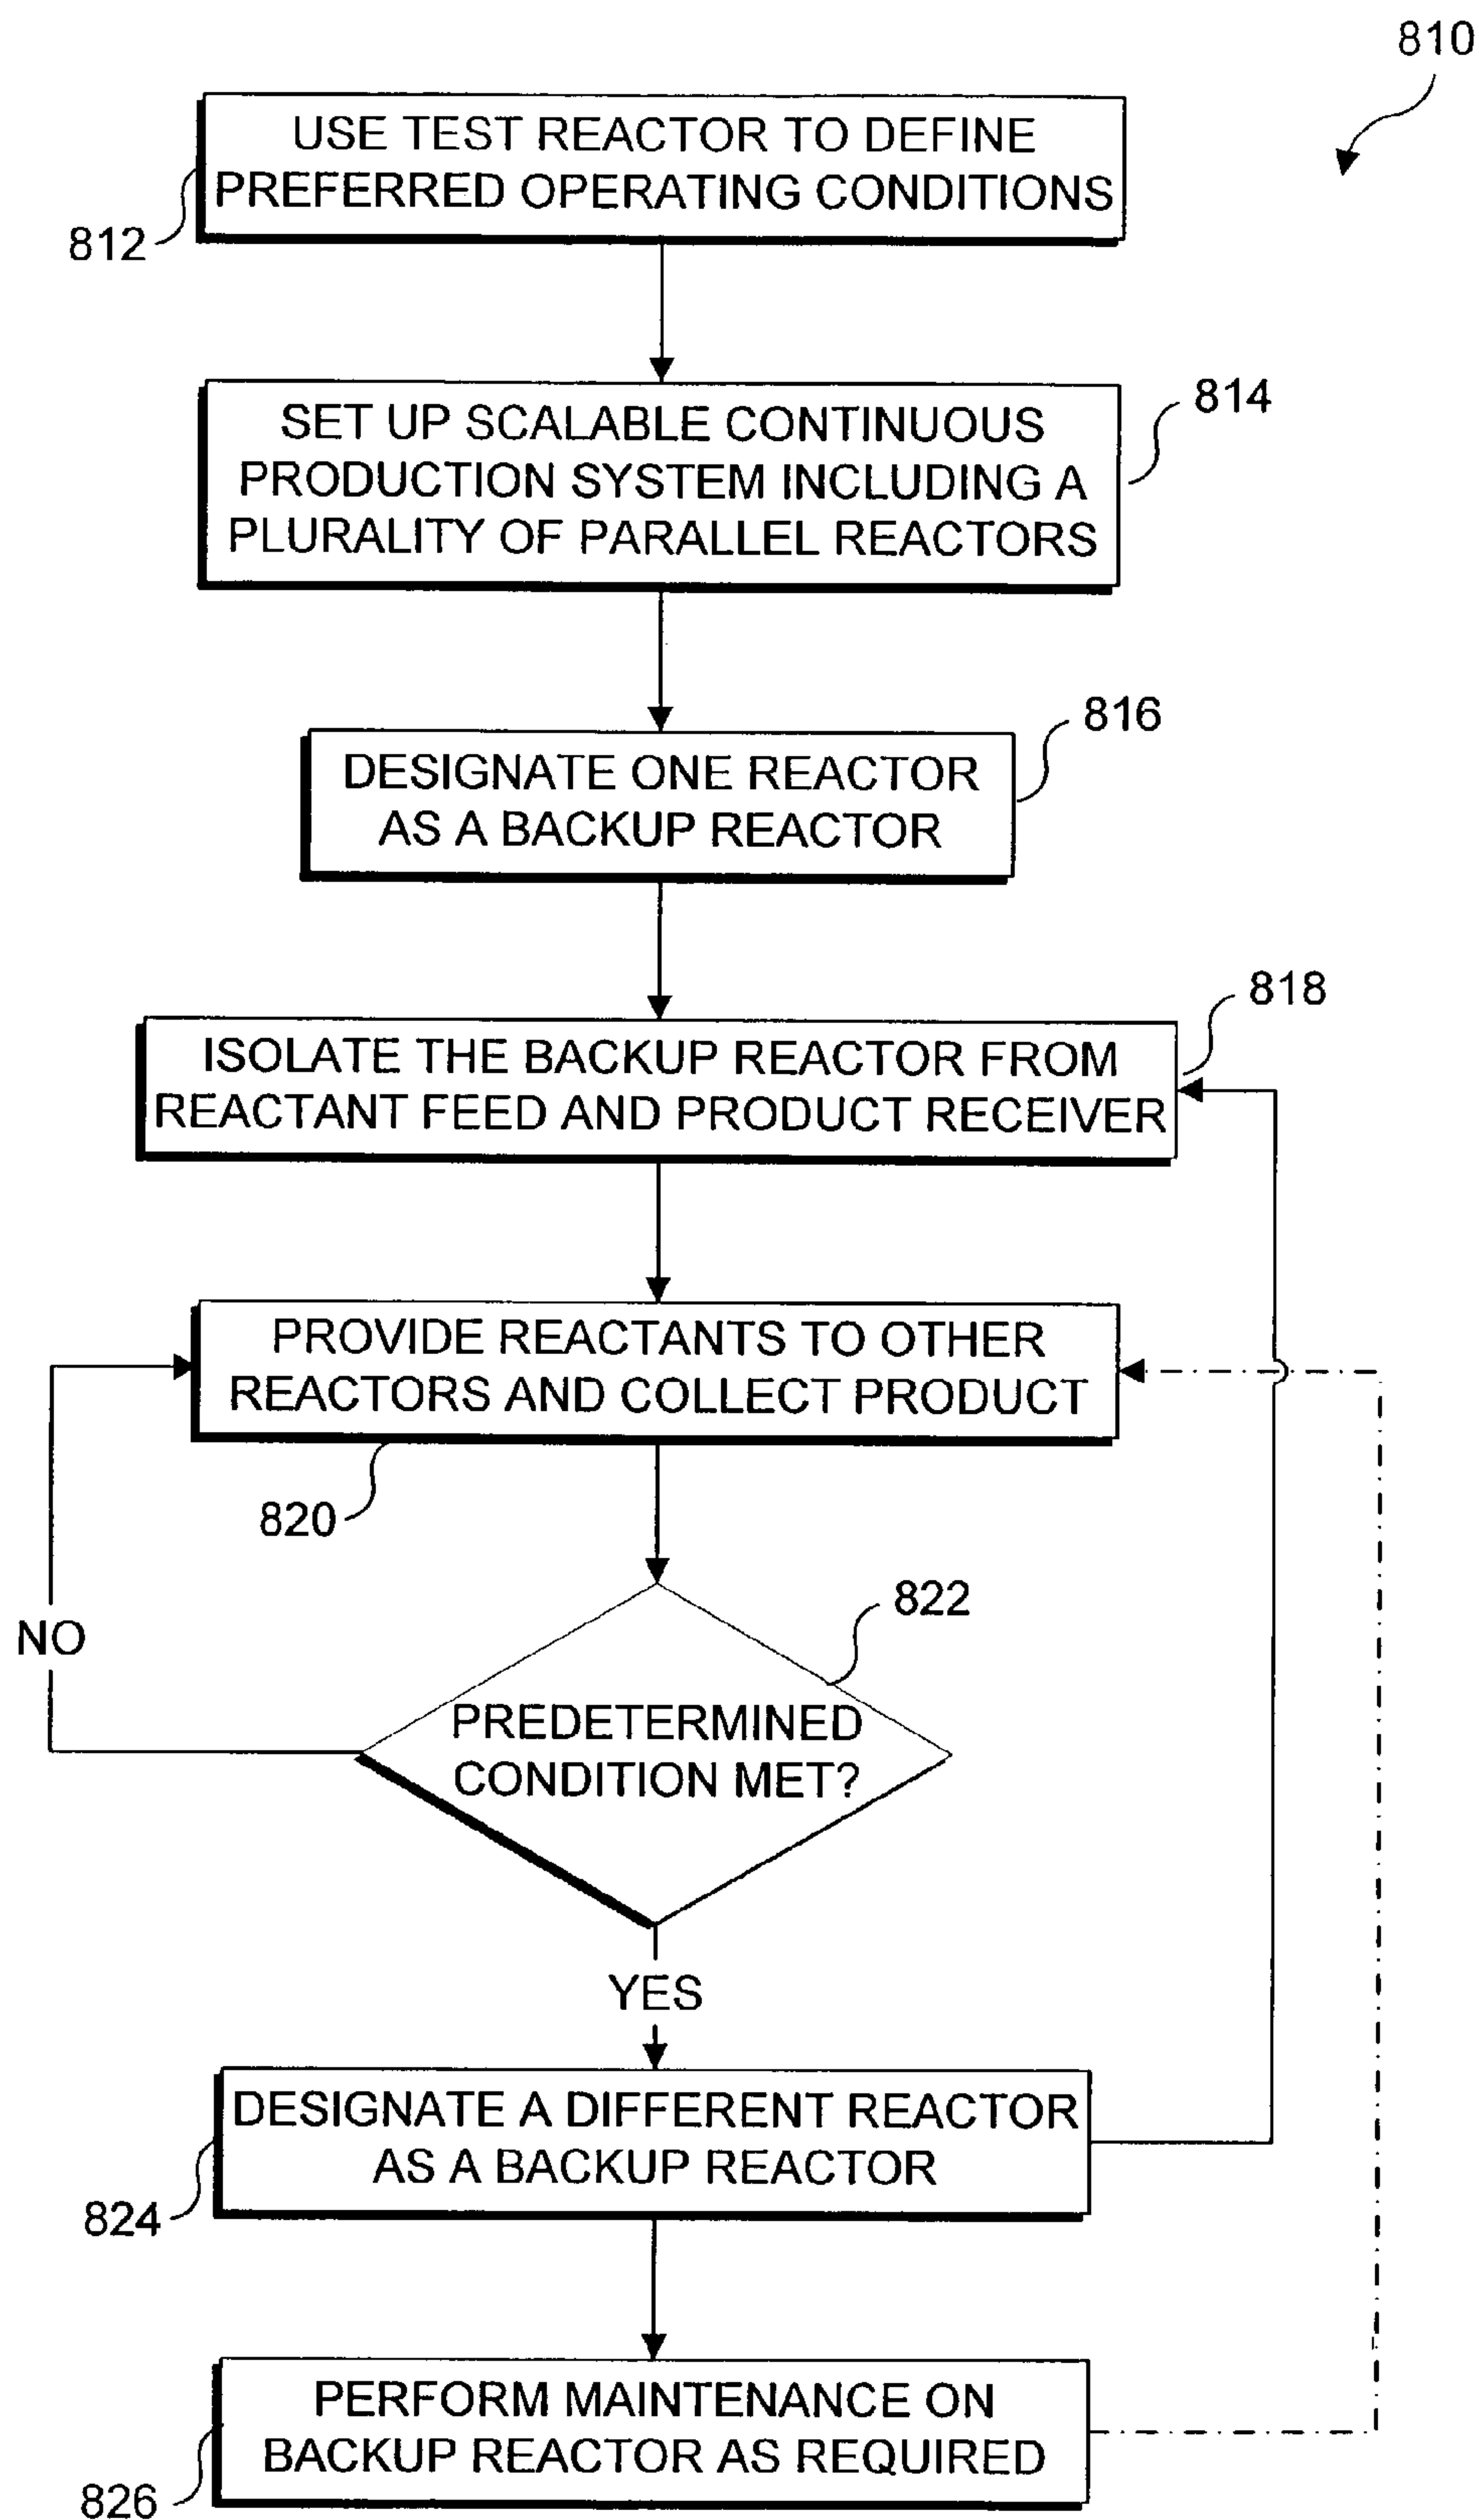 810
USE TEST REACTOR TO DEFINE
PREFERRED OPERATING CONDITIONS
812
SET UP SCALABLE CONTINUOUS
PRODUCTION SYSTEM INCLUDING A
PLURALITY OF PARALLEL REACTORS
814
DESIGNATE ONE REACTOR
AS A BACKUP REACTOR
816
ISOLATE THE BACKUP REACTOR FROM
REACTANT FEED AND PRODUCT RECEIVER
818
PROVIDE REACTANTS TO OTHER
REACTORS AND COLLECT PRODUCT
820
PREDETERMINED
CONDITION MET?
822
NO
YES
DESIGNATE A DIFFERENT REACTOR
AS A BACKUP REACTOR
824
PERFORM MAINTENANCE ON
BACKUP REACTOR AS REQUIRED
826